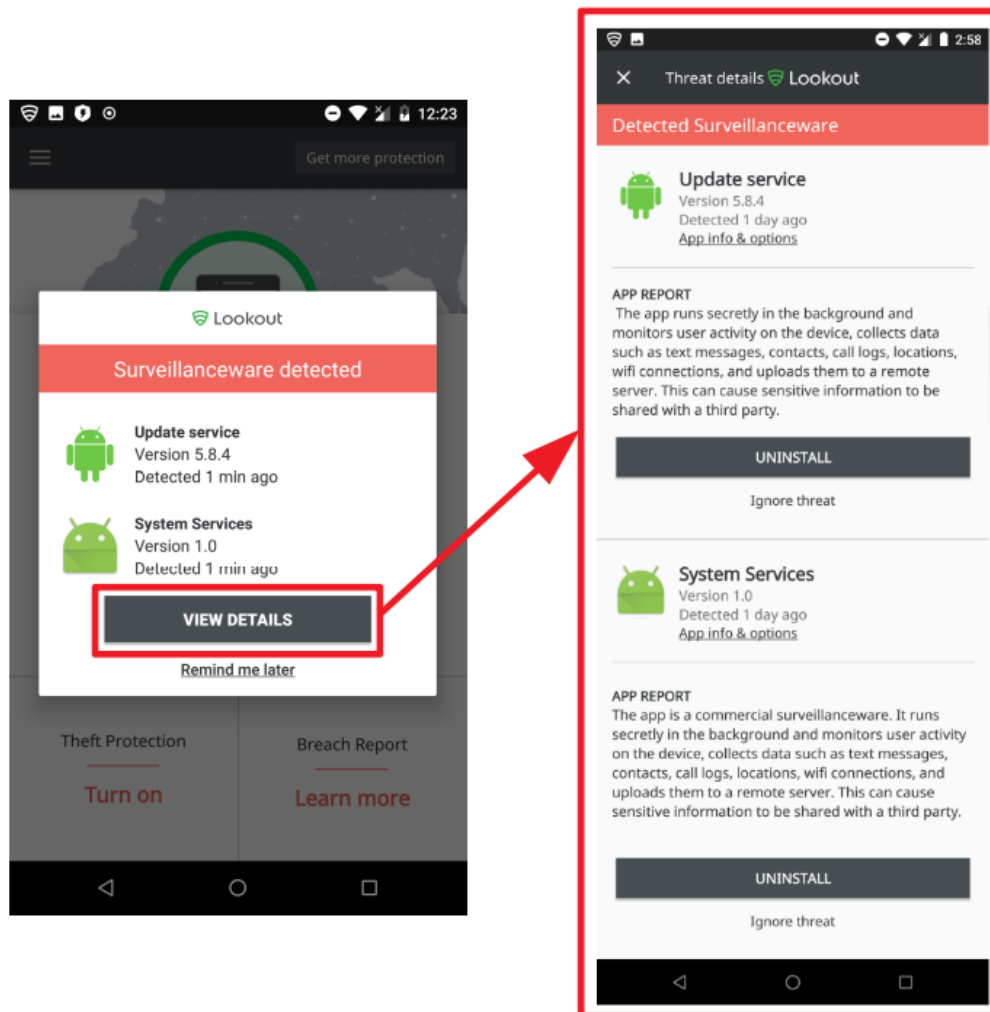 12:23
Get more protection
Lookout
Surveillanceware detected
Update service
Version 5.8.4
Detected 1 min ago
System Services
Version 1.0
Detected 1 min ago
VIEW DETAILS
Remind me later
Theft Protection
Turn on
Breach Report
Learn more
2:58
Threat details Lookout
Detected Surveillanceware
Update service
Version 5.8.4
Detected 1 day ago
App info & options
APP REPORT
The app runs secretly in the background and
monitors user activity on the device, collects data
such as text messages, contacts, call logs, locations,
wifi connections, and uploads them to a remote
server. This can cause sensitive information to be
shared with a third party.
UNINSTALL
Ignore threat
System Services
Version 1.0
Detected 1 day ago
App info & options
APP REPORT
The app is a commercial surveillanceware. It runs
secretly in the background and monitors user activity
on the device, collects data such as text messages,
contacts, call logs, locations, wifi connections, and
uploads them to a remote server. This can cause
sensitive information to be shared with a third party.
UNINSTALL
Ignore threat